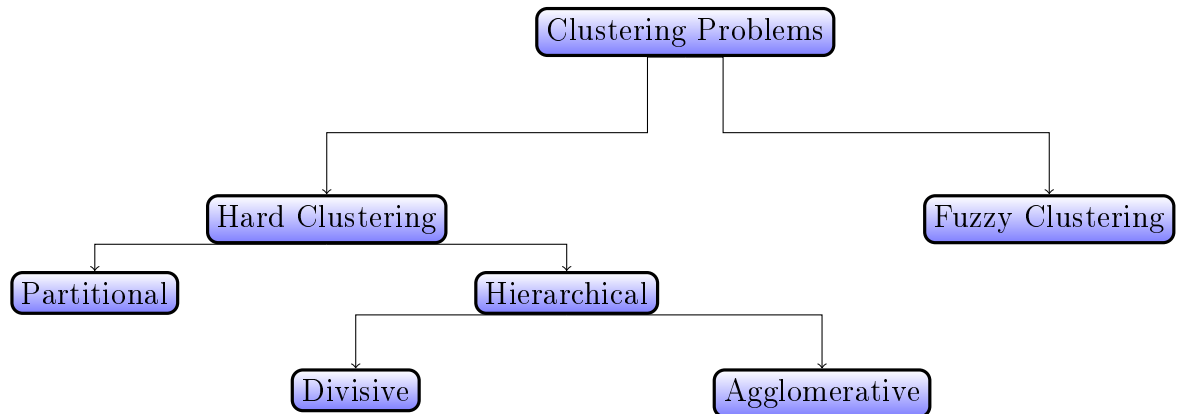 Clustering Problems
Hard Clustering
Fuzzy Clustering
Partitional
Hierarchical
Divisive
Agglomerative